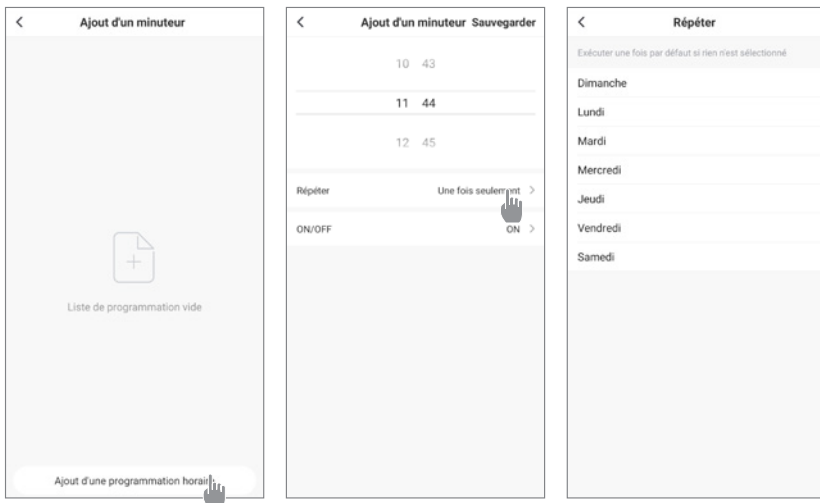 Ajout d'un minuteur
Liste de programmation vide
Ajout d'une programmation horaire
Ajout d'un minuteur Sauvegarder
10 43
11 44
12 45
Répéter Une fois seulement
ON/OFF ON
Répéter
Exécuter une fois par défaut si rien n'est sélectionné
Dimanche
Lundi
Mardi
Mercredi
Jeudi
Vendredi
Samedi